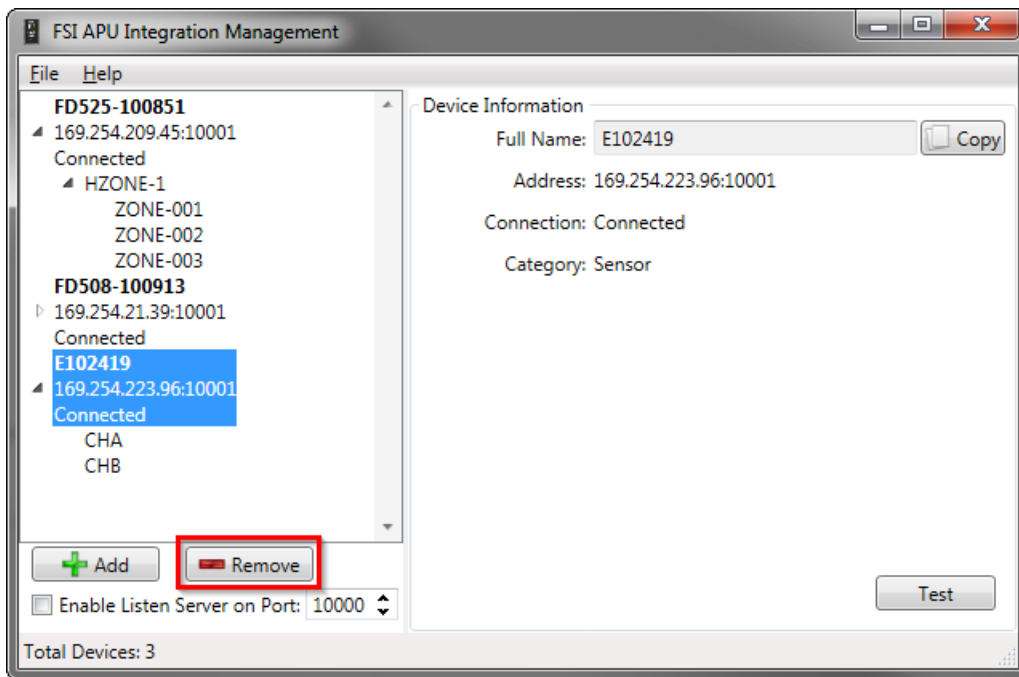 FSI APU Integration Management
File Help
FD525-100851
169.254.209.45:10001
Connected
HZONE-1
ZONE-001
ZONE-002
ZONE-003
FD508-100913
169.254.21.39:10001
Connected
E102419
169.254.223.96:10001
Connected
CHA
CHB
Add Remove
Enable Listen Server on Port: 10000
Device Information
Full Name: E102419 Copy
Address: 169.254.223.96:10001
Connection: Connected
Category: Sensor
Test
Total Devices: 3